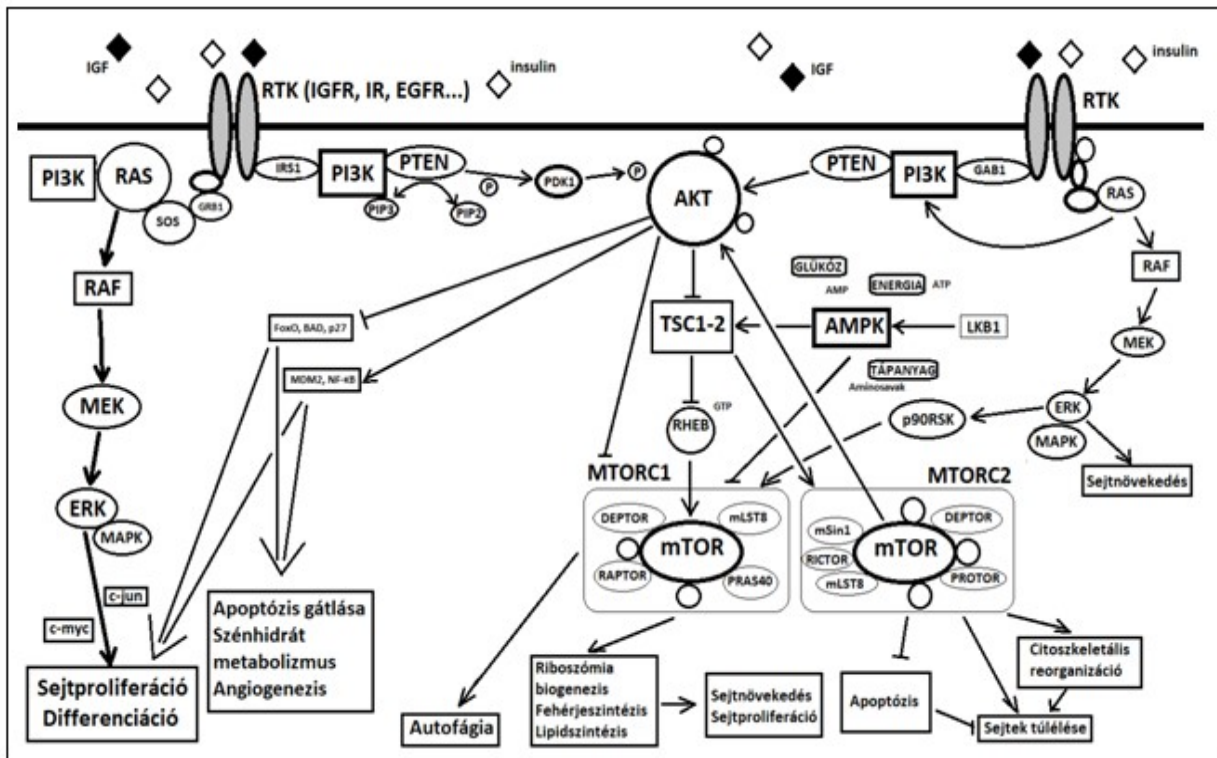 IGF
RTK (IGFR, IR, EGFR...)
insulin
IGF
insulin
RTK
PI3K
RAS
SOS
GRB1
IRS1
PI3K
PTEN
PIP3
PIP2
P
PDK1
P
AKT
PTEN
PI3K
GAB1
RAS
RAF
RAF
GLÜKÓZ
AMP
ENERGIA
ATP
FoxO, BAD, p27
TSC1-2
AMPK
LKB1
MEK
MDM2, NF-κB
TÁPANYAG
Aminosavak
MEK
RHEB
GTP
p90RSK
ERK
MAPK
Sejtnövekedés
MTORC1
MTORC2
ERK
MAPK
DEPTOR
mLST8
mTOR
RAPTOR
PRAS40
mSin1
DEPTOR
RICTOR
mTOR
mLST8
PROTOR
c-jun
c-myc
Sejtproliferáció
Differenciáció
Apoptózis gátlása
Szénhidrát
metabolizmus
Angiogenezis
Autofágia
Riboszómia
biogenezis
Fehérjeszintézis
Lipidszintézis
Sejtnövekedés
Sejtproliferáció
Apoptózis
Citoszkeletális
reorganizáció
Sejtek túlélése